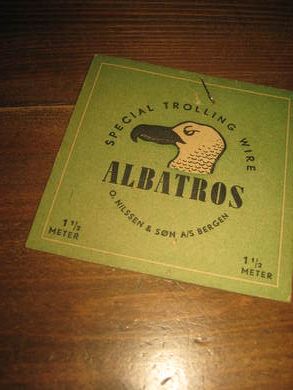 SPECIAL TROLLING WIRE
ALBATROS
O. NILSSEN & SØN A/S BERGEN
1 1/2
METER
1 1/2
METER